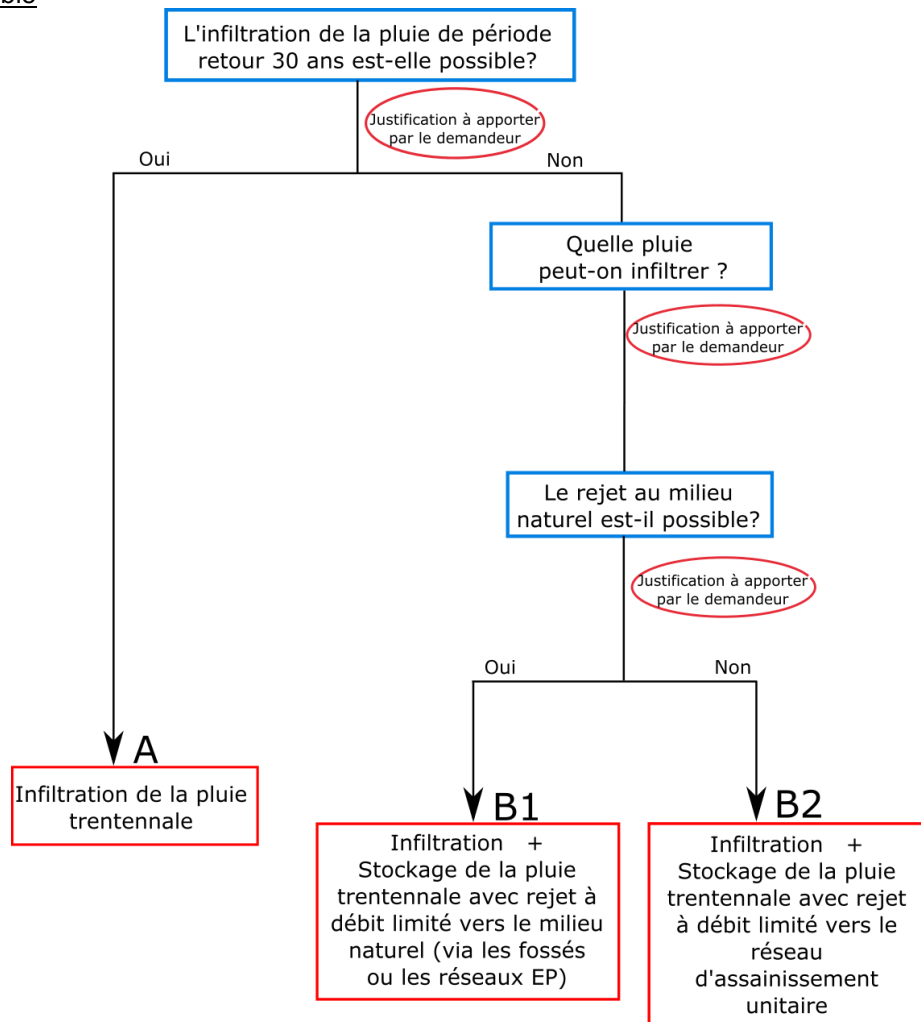 L'infiltration de la pluie de période
retour 30 ans est-elle possible?
Justification à apporter
par le demandeur
Oui
Non
Quelle pluie
peut-on infiltrer ?
Justification à apporter
par le demandeur
Le rejet au milieu
naturel est-il possible?
Justification à apporter
par le demandeur
Oui
Non
A
Infiltration de la pluie
trentennale
B1
Infiltration +
Stockage de la pluie
trentennale avec rejet à
débit limité vers le milieu
naturel (via les fossés
ou les réseaux EP)
B2
Infiltration +
Stockage de la pluie
trentennale avec rejet
à débit limité vers le
réseau
d'assainissement
unitaire